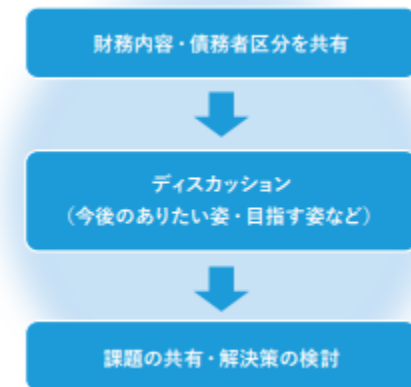 財務内容・債務者区分を共有
ディスカッション
（今後のありたい姿・目指す姿など）
課題の共有・解決策の検討